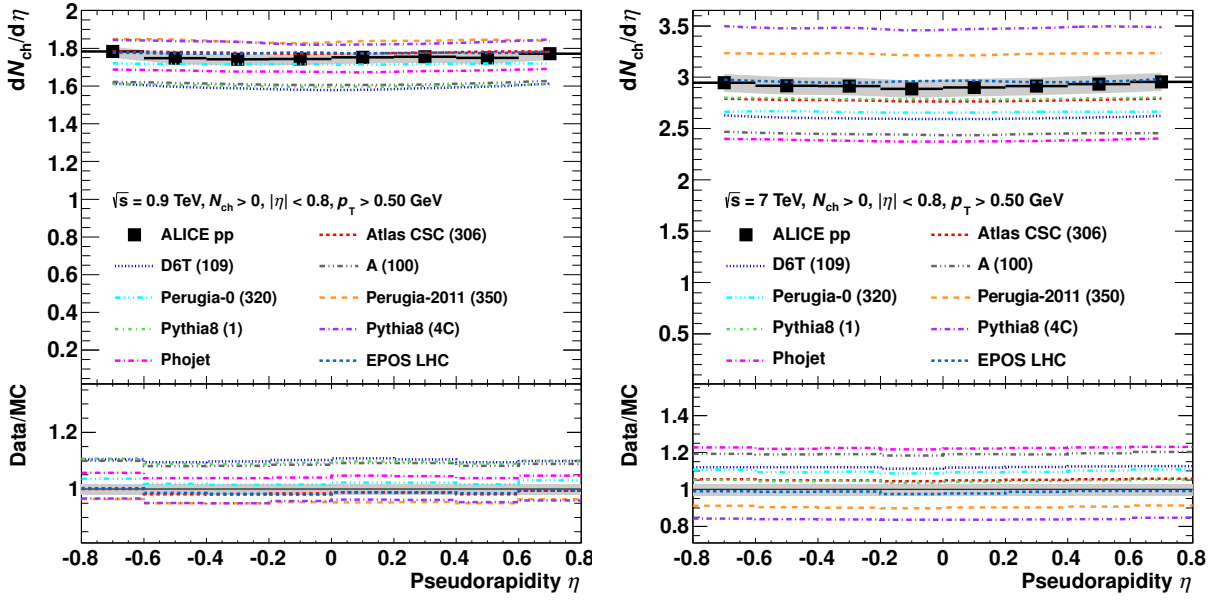 dN_ch/dη
1.8
1.6
1.4
1.2
1
0.8
0.6
0.4
0.2
√s = 0.9 TeV, N_ch > 0, |η| < 0.8, p_T > 0.50 GeV
ALICE pp Atlas CSC (306)
D6T (109) A (100)
Perugia-0 (320) Perugia-2011 (350)
Pythia8 (1) Pythia8 (4C)
Phojet EPOS LHC
Data/MC
1.2
1
-0.8 -0.6 -0.4 -0.2 0 0.2 0.4 0.6 0.8
Pseudorapidity η
dN_ch/dη
3.5
3
2.5
2
1.5
1
0.5
√s = 7 TeV, N_ch > 0, |η| < 0.8, p_T > 0.50 GeV
ALICE pp Atlas CSC (306)
D6T (109) A (100)
Perugia-0 (320) Perugia-2011 (350)
Pythia8 (1) Pythia8 (4C)
Phojet EPOS LHC
Data/MC
1.4
1.2
1
0.8
-0.8 -0.6 -0.4 -0.2 0 0.2 0.4 0.6 0.8
Pseudorapidity η